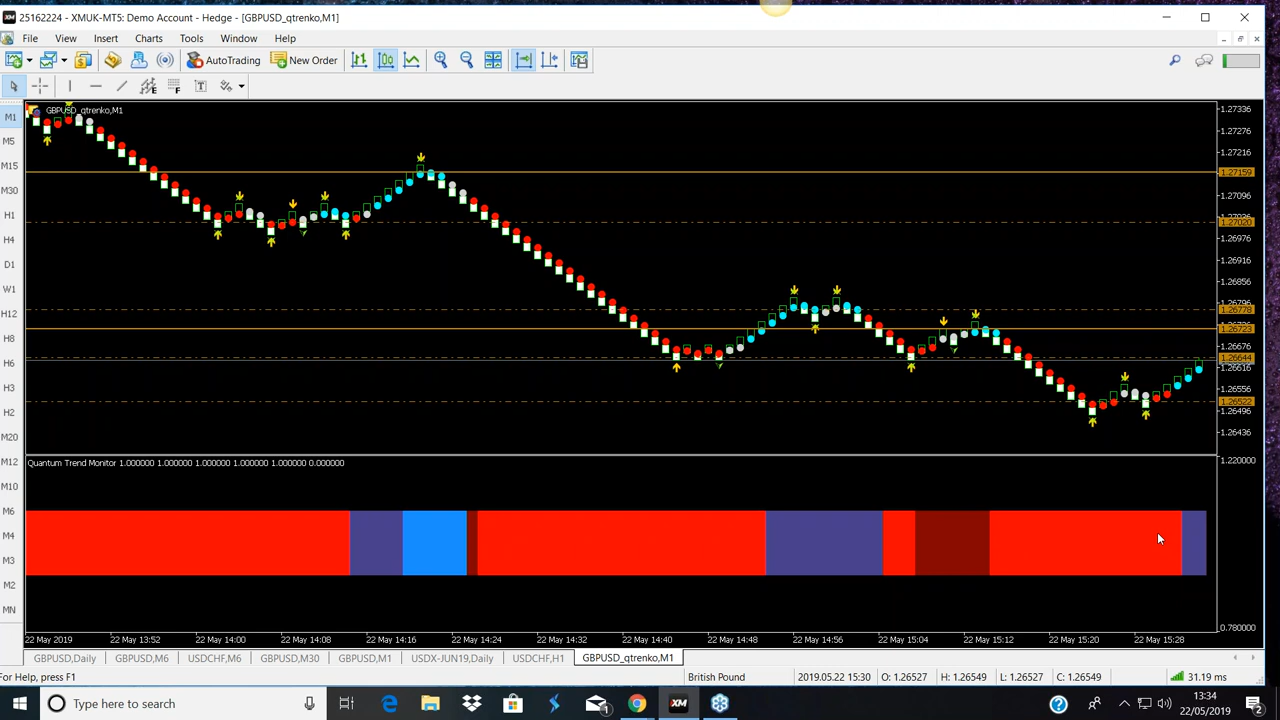 25162224 - XMUK-MT5: Demo Account - Hedge - [GBPUSD_qtrenko,M1]
File View Insert Charts Tools Window Help
AutoTrading New Order
M1
M5
M15
M30
H1
H4
D1
W1
H12
H8
H6
H3
H2
M20
M12
M10
M6
M4
M3
M2
MN
GBPUSD_qtrenko,M1
1.27336
1.27276
1.27216
1.27159
1.27096
1.27020
1.26976
1.26916
1.26856
1.26796
1.26778
1.26723
1.26676
1.26644
1.26616
1.26556
1.26522
1.26496
1.26436
Quantum Trend Monitor 1.000000 1.000000 1.000000 1.000000 1.000000 0.000000
1.220000
0.780000
22 May 2019 22 May 13:52 22 May 14:00 22 May 14:08 22 May 14:16 22 May 14:24 22 May 14:32 22 May 14:40 22 May 14:48 22 May 14:56 22 May 15:04 22 May 15:12 22 May 15:20 22 May 15:28
GBPUSD,Daily GBPUSD,M6 USDCHF,M6 GBPUSD,M30 GBPUSD,M1 USDX-JUN19,Daily USDCHF,H1 GBPUSD_qtrenko,M1
For Help, press F1 British Pound 2019.05.22 15:30 O: 1.26527 H: 1.26549 L: 1.26527 C: 1.26549 31.19 ms
Type here to search
XM
13:34
22/05/2019